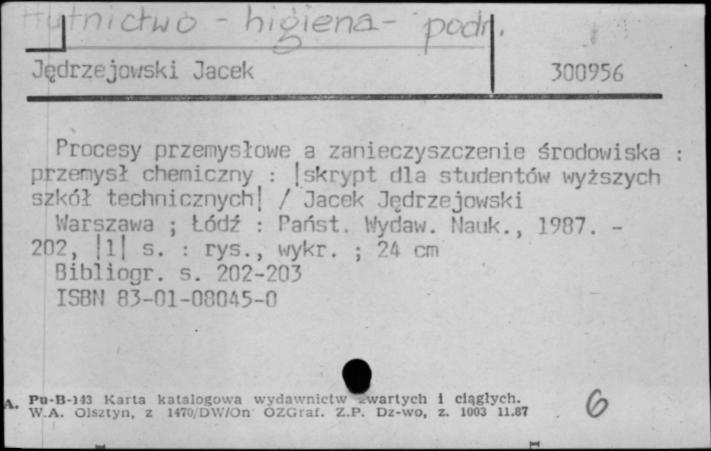 Hutnictwo - higiena - podr.
Jędrzejowski Jacek 300956
Procesy przemysłowe a zanieczyszczenie środowiska :
przemysł chemiczny : |skrypt dla studentów wyższych
szkół technicznych| / Jacek Jędrzejowski
Warszawa ; Łódź : Państ. Wydaw. Nauk., 1987. -
202, |1| s. : rys., wykr. ; 24 cm
Bibliogr. s. 202-203
ISBN 83-01-08045-0
Pu-B-143 Karta katalogowa wydawnictw zwartych i ciągłych.
W.A. Olsztyn, z 1470/DW/On OZGraf. Z.P. Dz-wo, z. 1003 11.87
A.
6